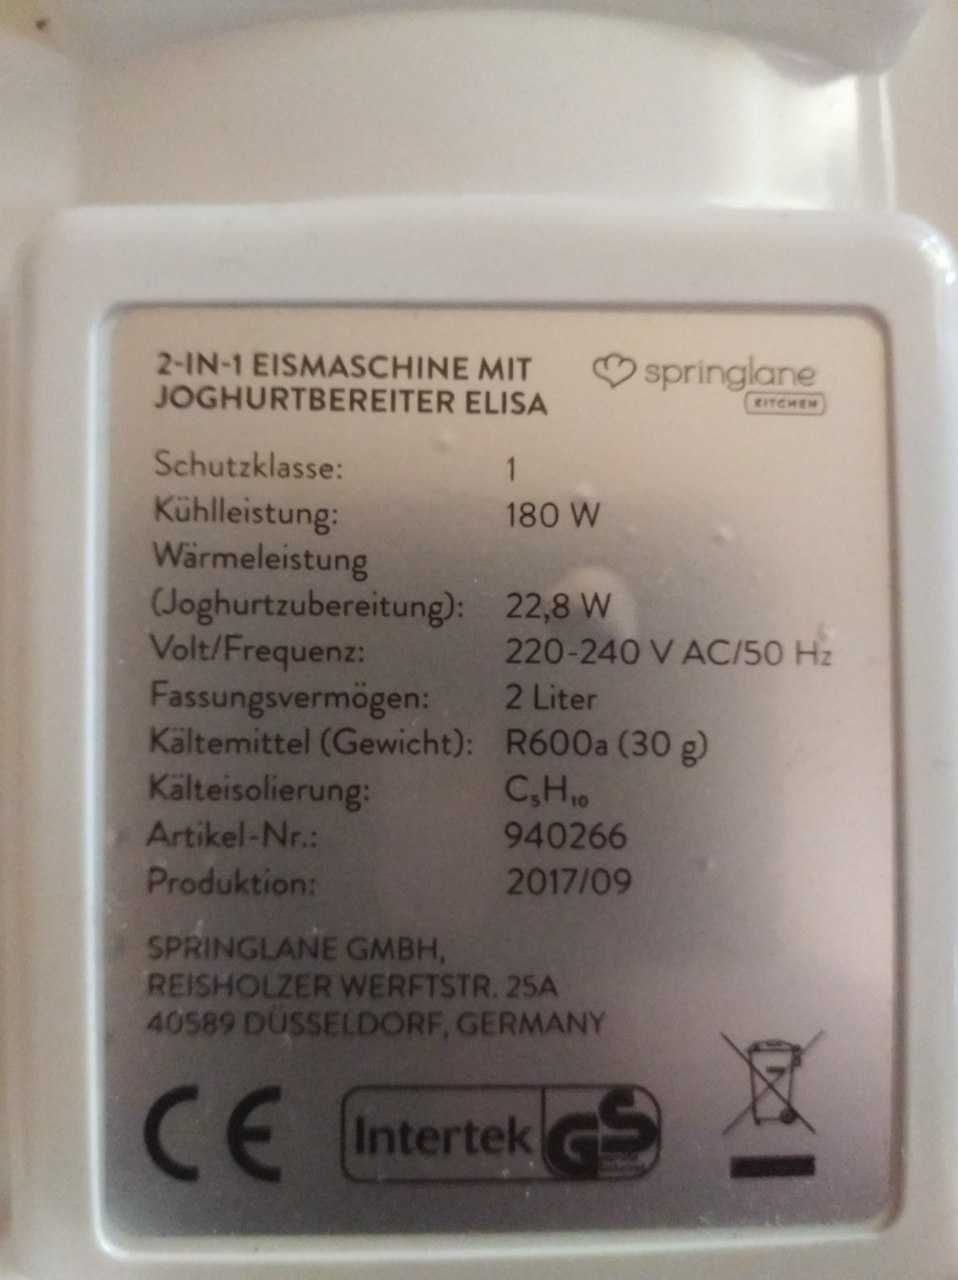 2-IN-1 EISMASCHINE MIT
JOGHURTBEREITER ELISA
springlane
KITCHEN
Schutzklasse: 1
Kühlleistung: 180 W
Wärmeleistung
(Joghurtzubereitung): 22,8 W
Volt/Frequenz: 220-240 V AC/50 Hz
Fassungsvermögen: 2 Liter
Kältemittel (Gewicht): R600a (30 g)
Kälteisolierung: C₅H₁₀
Artikel-Nr.: 940266
Produktion: 2017/09
SPRINGLANE GMBH,
REISHOLZER WERFTSTR. 25A
40589 DÜSSELDORF, GERMANY
CE Intertek GS